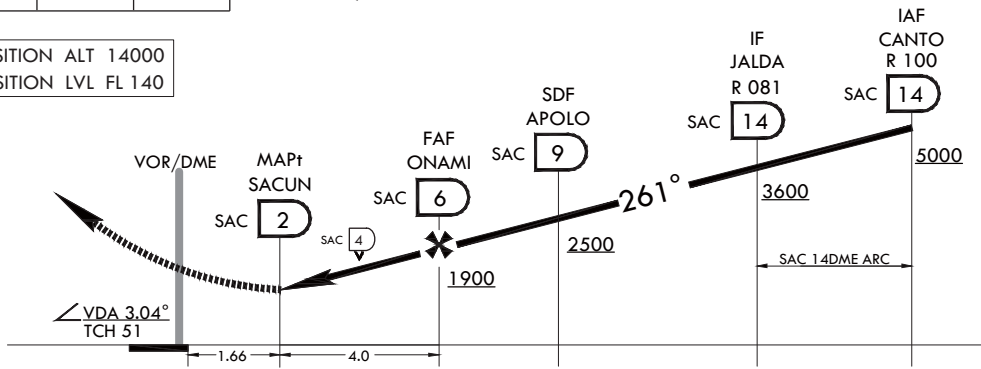 SITION ALT 14000
SITION LVL FL 140
IAF
CANTO
R 100
SAC 14
IF
JALDA
R 081
SAC 14
SDF
APOLO
SAC 9
FAF
ONAMI
SAC 6
MAPt
SACUN
SAC 2
VOR/DME
SAC 4
261°
5000
3600
2500
1900
SAC 14DME ARC
VDA 3.04°
TCH 51
1.66
4.0